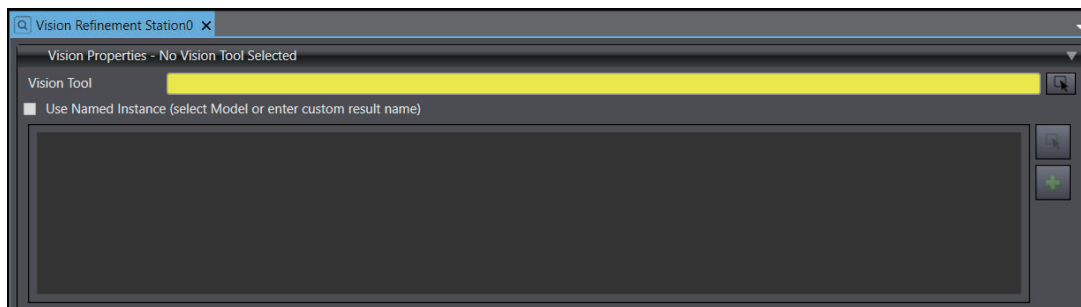 Vision Refinement Station0
Vision Properties - No Vision Tool Selected
Vision Tool
Use Named Instance (select Model or enter custom result name)